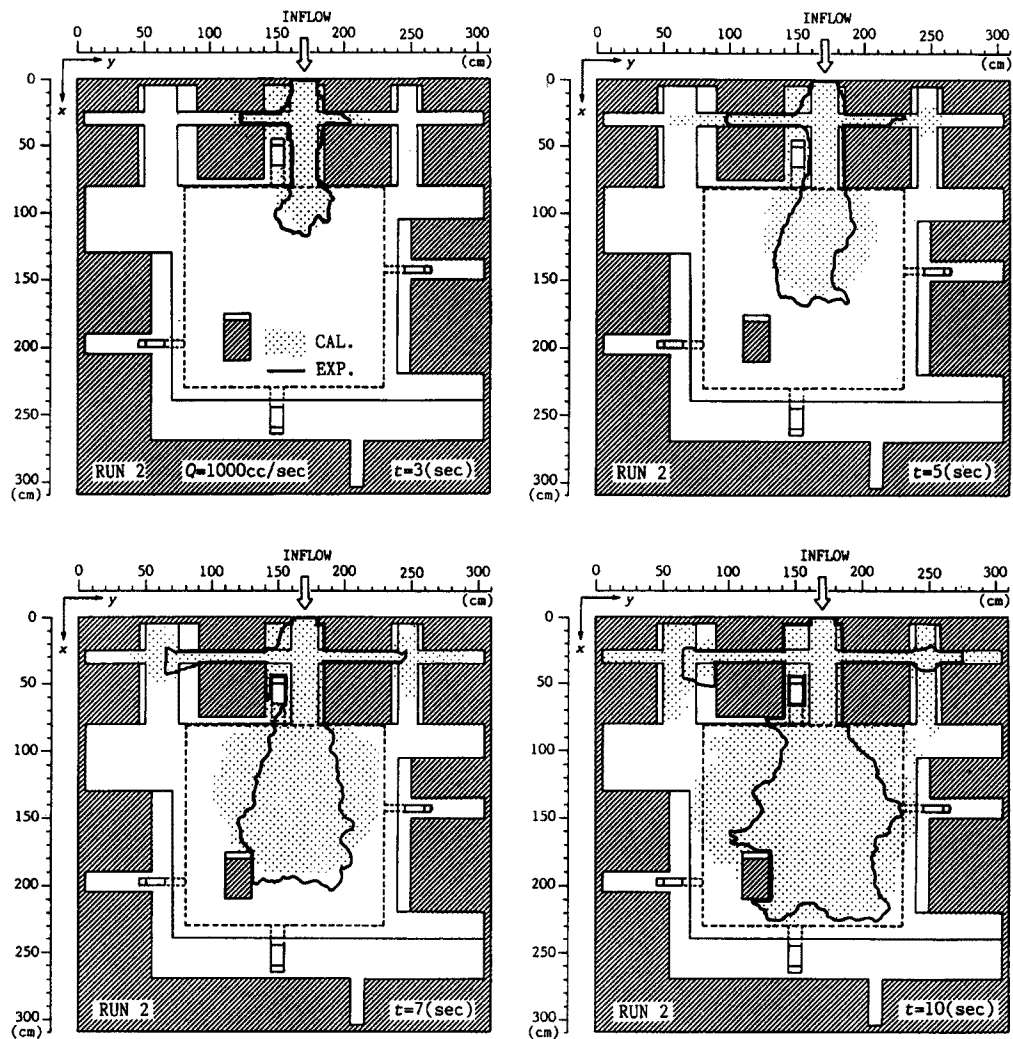 INFLOW
0 50 100 150 200 250 300
(cm)
y
x
0
50
100
150
200
250
300
(cm)
CAL.
EXP.
RUN 2 Q=1000cc/sec t=3(sec)
INFLOW
0 50 100 150 200 250 300
(cm)
y
x
0
50
100
150
200
250
300
(cm)
RUN 2 t=5(sec)
INFLOW
0 50 100 150 200 250 300
(cm)
y
x
0
50
100
150
200
250
300
(cm)
RUN 2 t=7(sec)
INFLOW
0 50 100 150 200 250 300
(cm)
y
x
0
50
100
150
200
250
300
(cm)
RUN 2 t=10(sec)